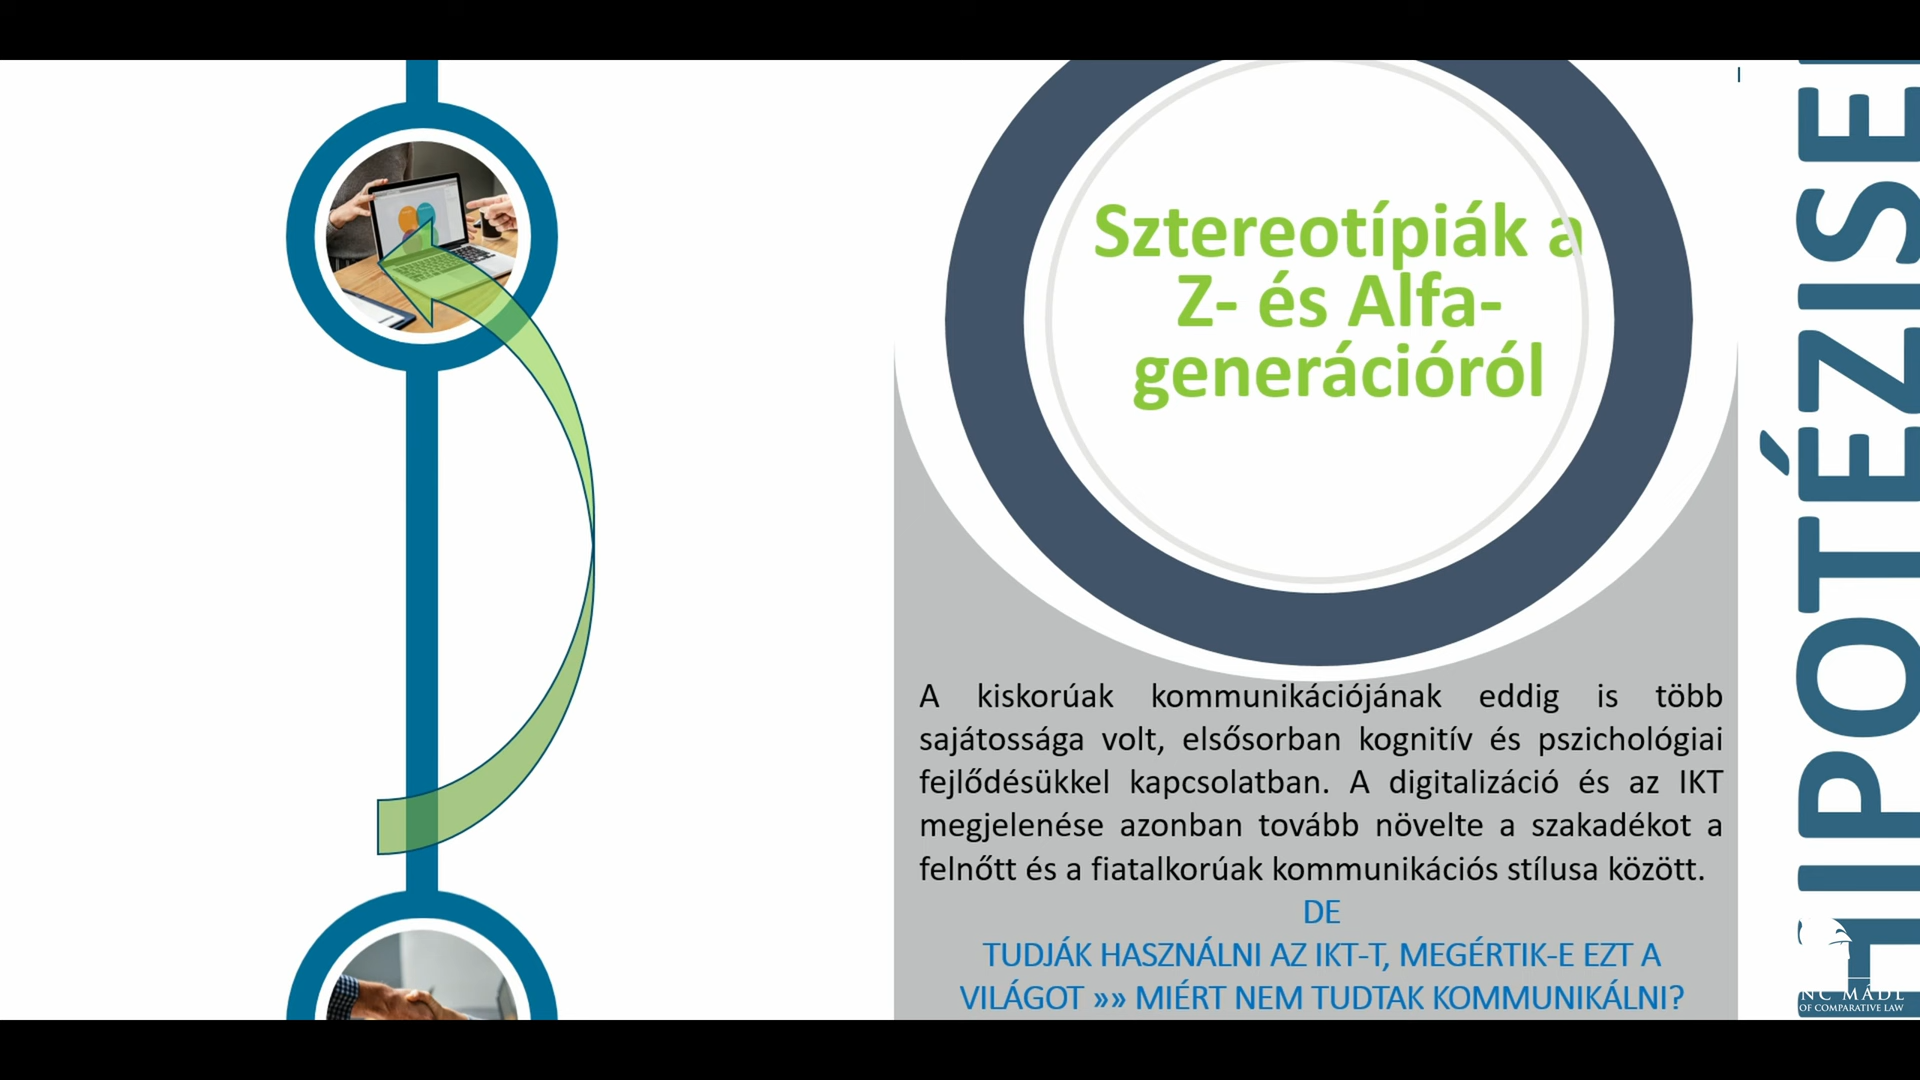 Sztereotípiák a
Z- és Alfa-
generációról
A kiskorúak kommunikációjának eddig is több
sajátossága volt, elsősorban kognitív és pszichológiai
fejlődésükkel kapcsolatban. A digitalizáció és az IKT
megjelenése azonban tovább növelte a szakadékot a
felnőtt és a fiatalkorúak kommunikációs stílusa között.
DE
TUDJÁK HASZNÁLNI AZ IKT-T, MEGÉRTIK-E EZT A
VILÁGOT »» MIÉRT NEM TUDTAK KOMMUNIKÁLNI?
HIPOTÉZISE
NC MÁDL
OF COMPARATIVE LAW